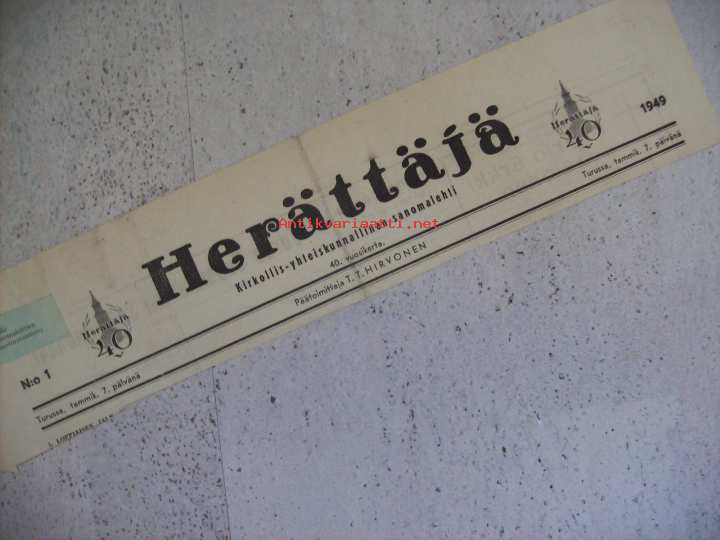 Herättäjä
40
N:o 1
Herättäjä
Kirkollis-yhteiskunnallinen sanomalehti
40. vuosikerta.
Päätoimittaja T. T. HIRVONEN
Herättäjä
40
1949
Turussa, tammik. 7. päivänä
Turussa, tammik. 7. päivänä
Antikvariaatti.net